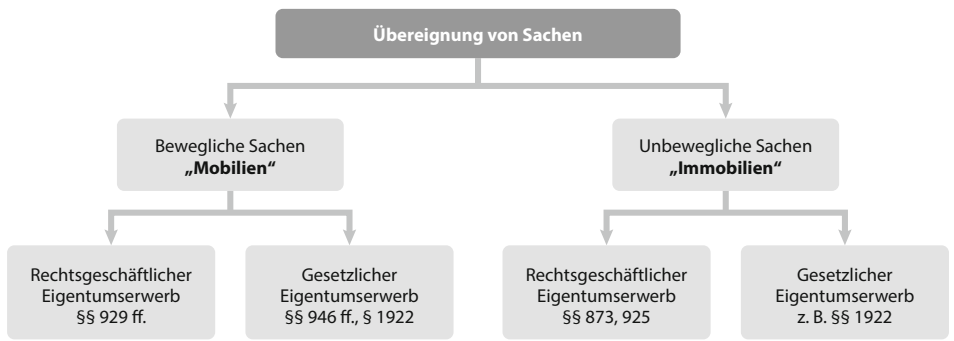 Übereignung von Sachen
Bewegliche Sachen
„Mobilien“
Unbewegliche Sachen
„Immobilien“
Rechtsgeschäftlicher
Eigentumserwerb
§§ 929 ff.
Gesetzlicher
Eigentumserwerb
§§ 946 ff., § 1922
Rechtsgeschäftlicher
Eigentumserwerb
§§ 873, 925
Gesetzlicher
Eigentumserwerb
z. B. §§ 1922